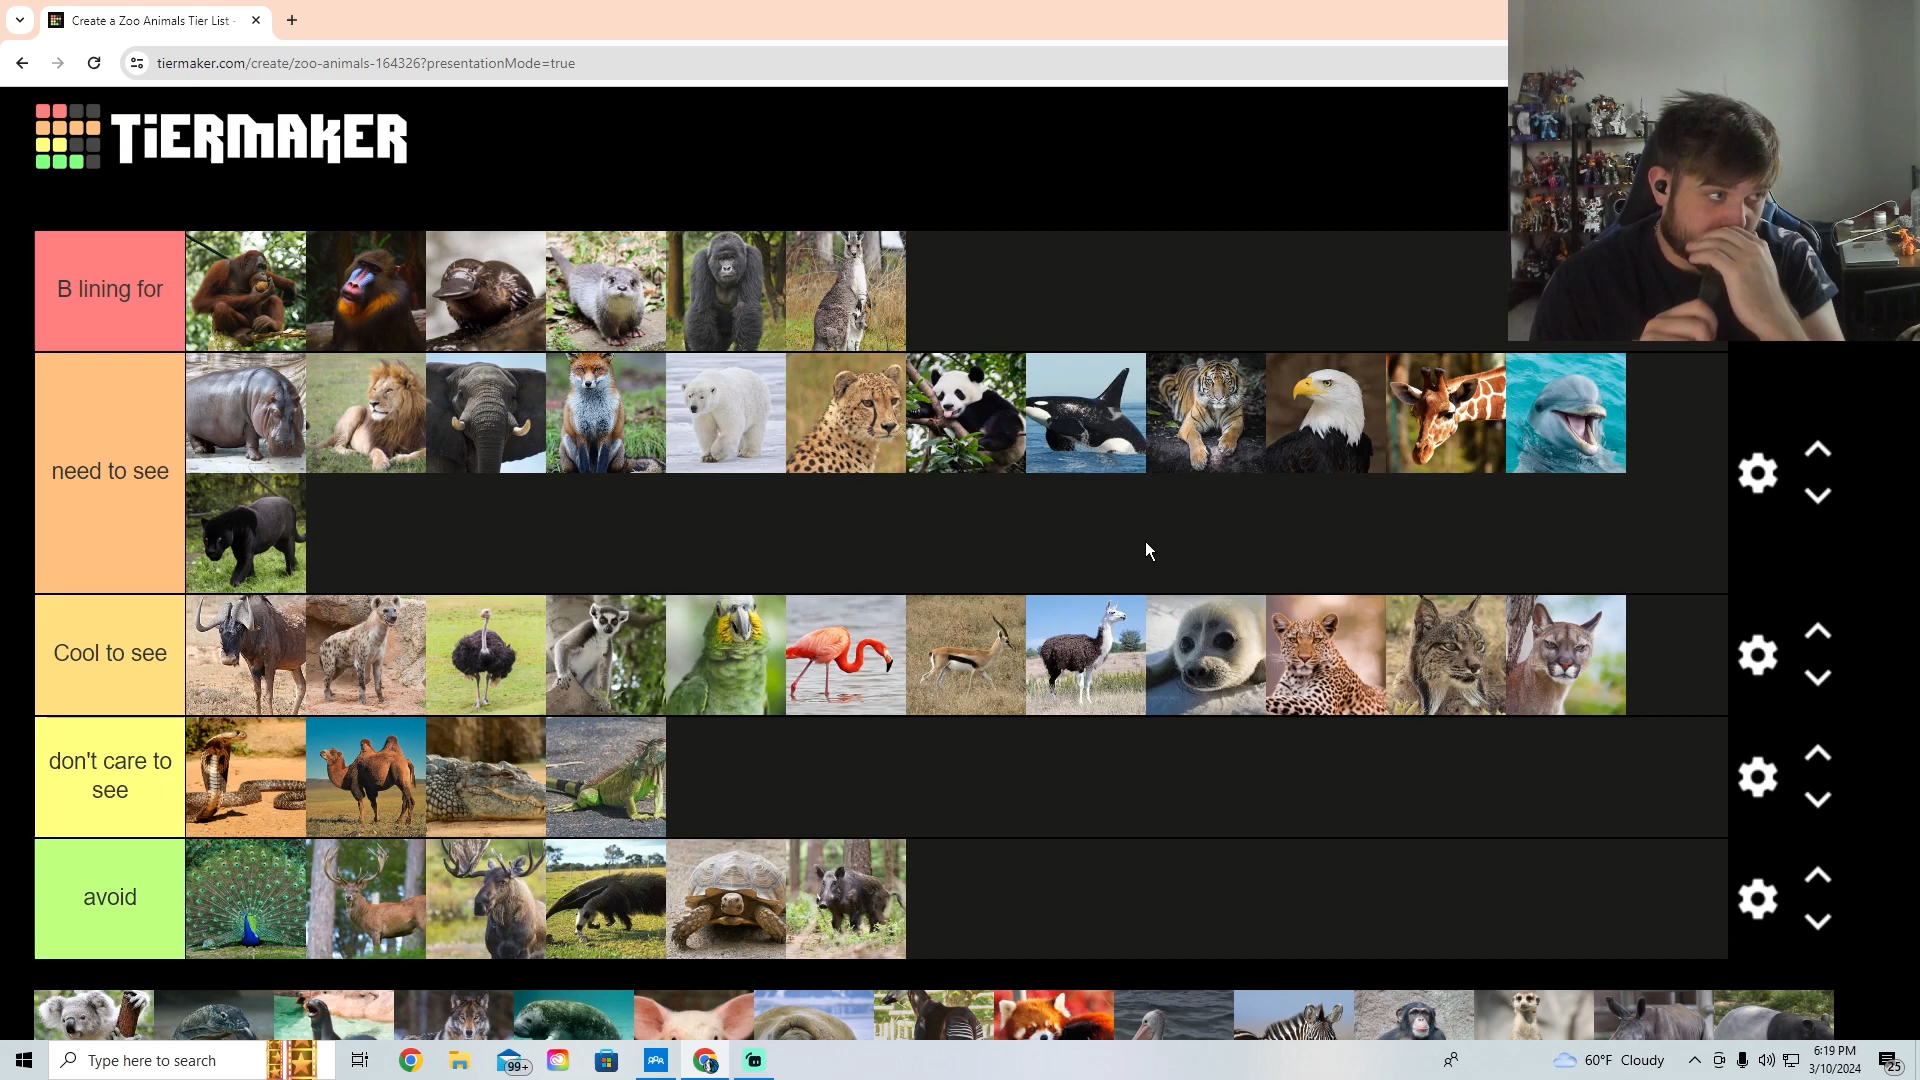 Create a Zoo Animals Tier List -
tiermaker.com/create/zoo-animals-164326?presentationMode=true
TiERMAKER
B lining for
need to see
Cool to see
don't care to
see
avoid
Type here to search
99+
60°F Cloudy
6:19 PM
3/10/2024
25